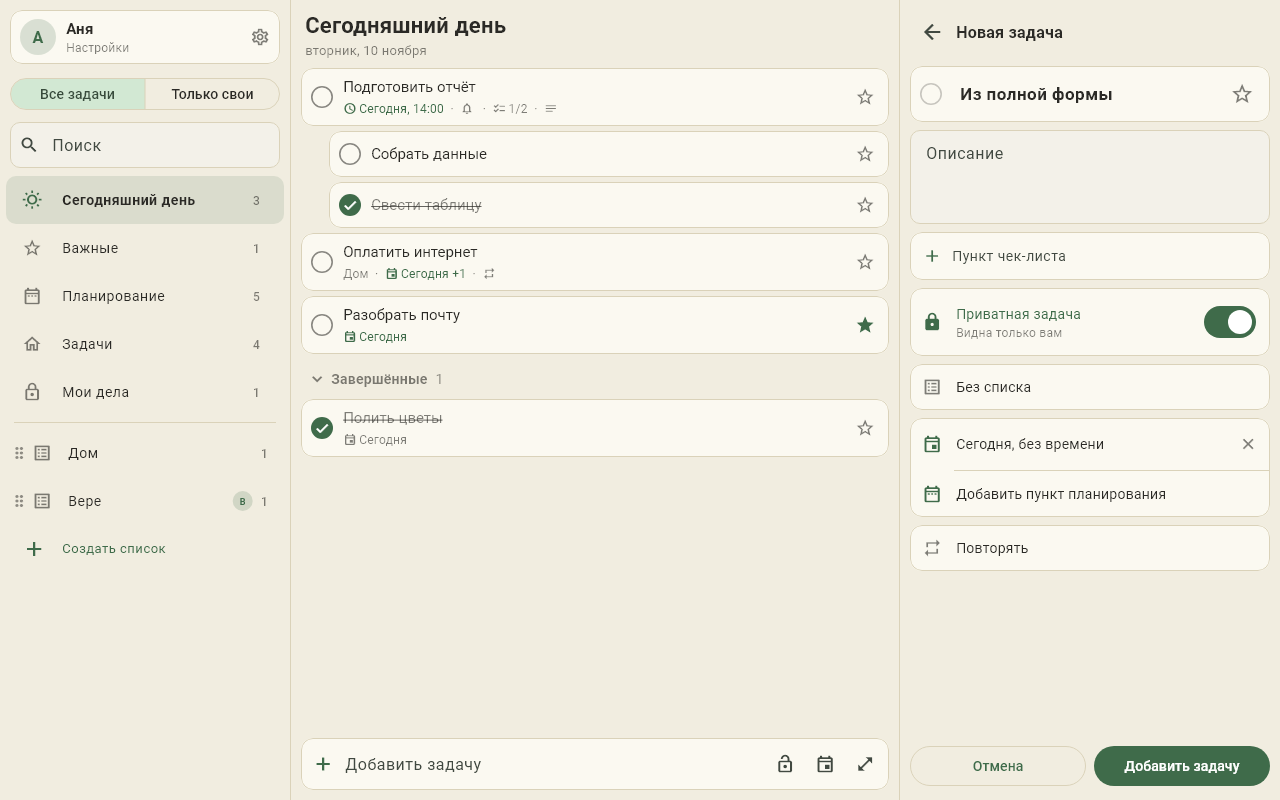 А
Аня
Настройки
Все задачи
Только свои
Поиск
Сегодняшний день 3
Важные 1
Планирование 5
Задачи 4
Мои дела 1
Дом 1
Вере В 1
Создать список
Сегодняшний день
вторник, 10 ноября
Подготовить отчёт
Сегодня, 14:00 · · 1/2 ·
Собрать данные
Свести таблицу
Оплатить интернет
Дом · Сегодня +1 ·
Разобрать почту
Сегодня
Завершённые 1
Полить цветы
Сегодня
Добавить задачу
Новая задача
Из полной формы
Описание
Пункт чек-листа
Приватная задача
Видна только вам
Без списка
Сегодня, без времени
Добавить пункт планирования
Повторять
Отмена
Добавить задачу